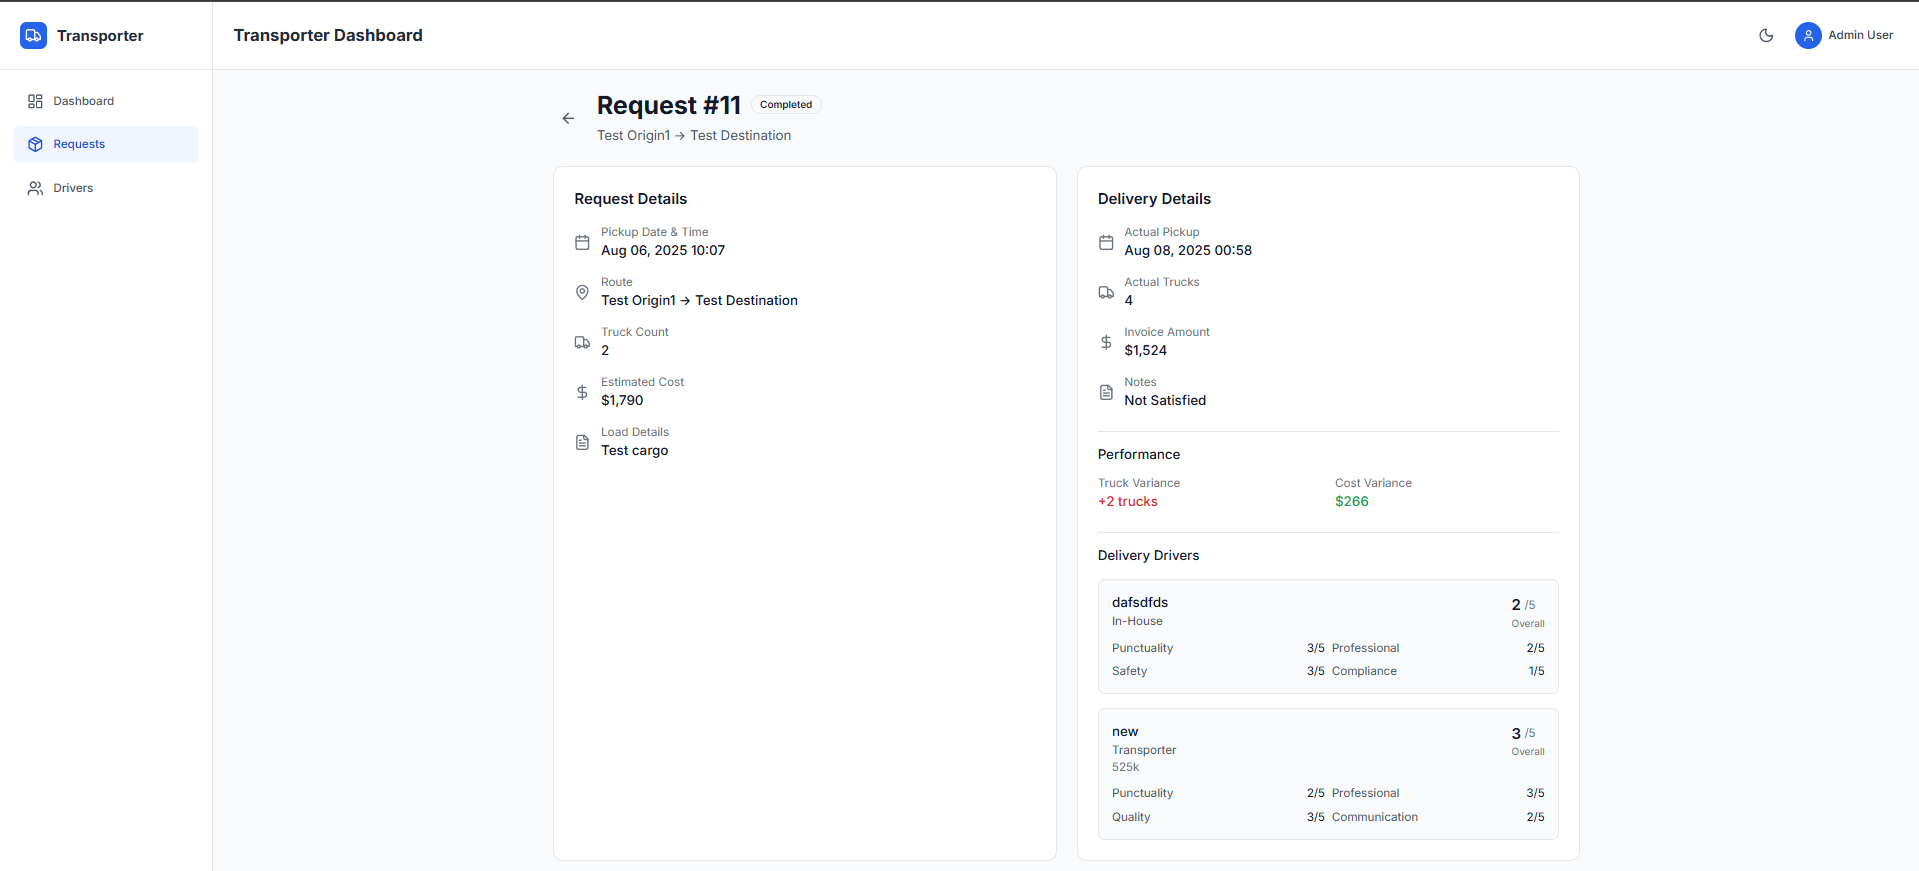 Transporter
Transporter Dashboard
Admin User
Dashboard
Requests
Drivers
Request #11
Completed
Test Origin1 → Test Destination
Request Details
Pickup Date & Time
Aug 06, 2025 10:07
Route
Test Origin1 → Test Destination
Truck Count
2
Estimated Cost
$1,790
Load Details
Test cargo
Delivery Details
Actual Pickup
Aug 08, 2025 00:58
Actual Trucks
4
Invoice Amount
$1,524
Notes
Not Satisfied
Performance
Truck Variance
+2 trucks
Cost Variance
$266
Delivery Drivers
dafsdfds
In-House
2 /5
Overall
Punctuality 3/5 Professional 2/5
Safety 3/5 Compliance 1/5
new
Transporter
525k
3 /5
Overall
Punctuality 2/5 Professional 3/5
Quality 3/5 Communication 2/5